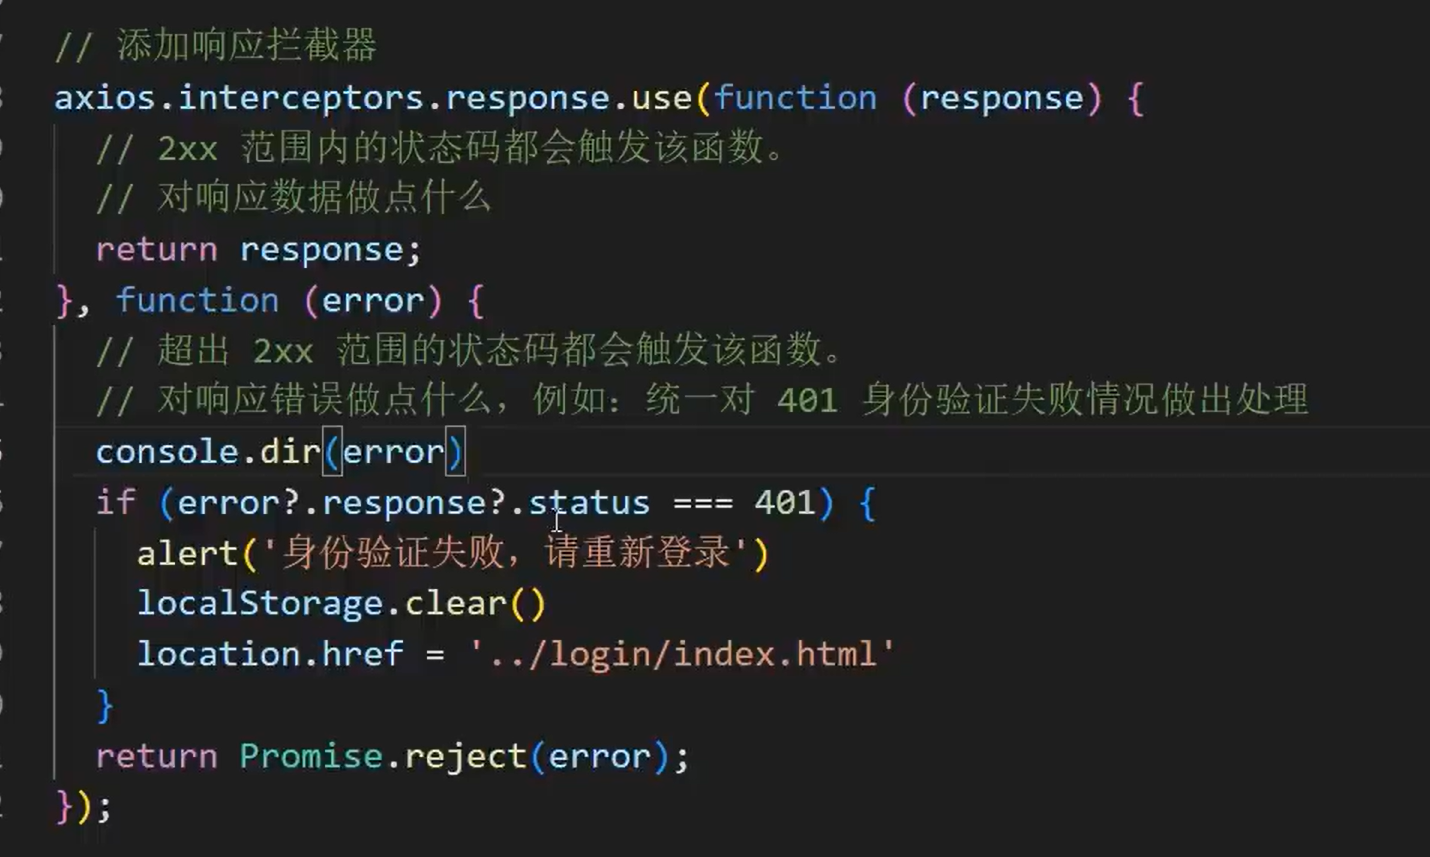 // 添加响应拦截器
axios.interceptors.response.use(function (response) {
// 2xx 范围内的状态码都会触发该函数。
// 对响应数据做点什么
return response;
}, function (error) {
// 超出 2xx 范围的状态码都会触发该函数。
// 对响应错误做点什么，例如：统一对 401 身份验证失败情况做出处理
console.dir(error)
if (error?.response?.status === 401) {
alert('身份验证失败，请重新登录')
localStorage.clear()
location.href = '../login/index.html'
}
return Promise.reject(error);
});